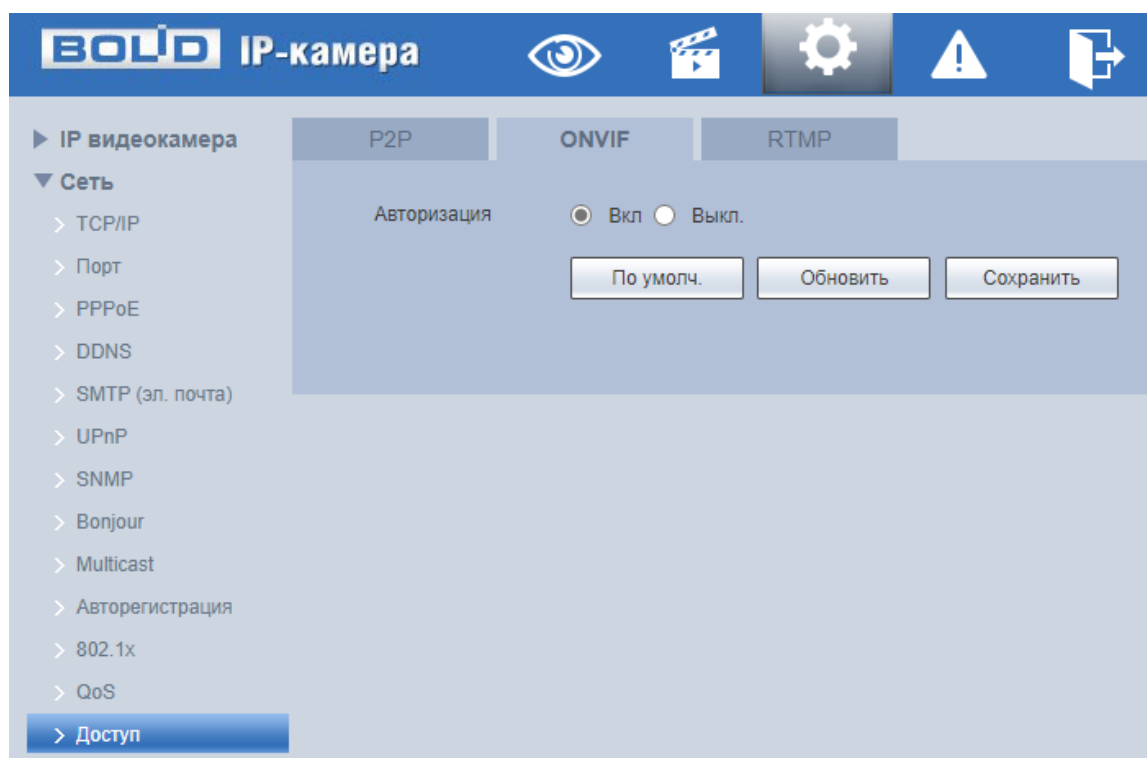 BOLID IP-камера
IP видеокамера
Сеть
TCP/IP
Порт
PPPoE
DDNS
SMTP (эл. почта)
UPnP
SNMP
Bonjour
Multicast
Авторегистрация
802.1x
QoS
Доступ
P2P ONVIF RTMP
Авторизация Вкл Выкл.
По умолч. Обновить Сохранить